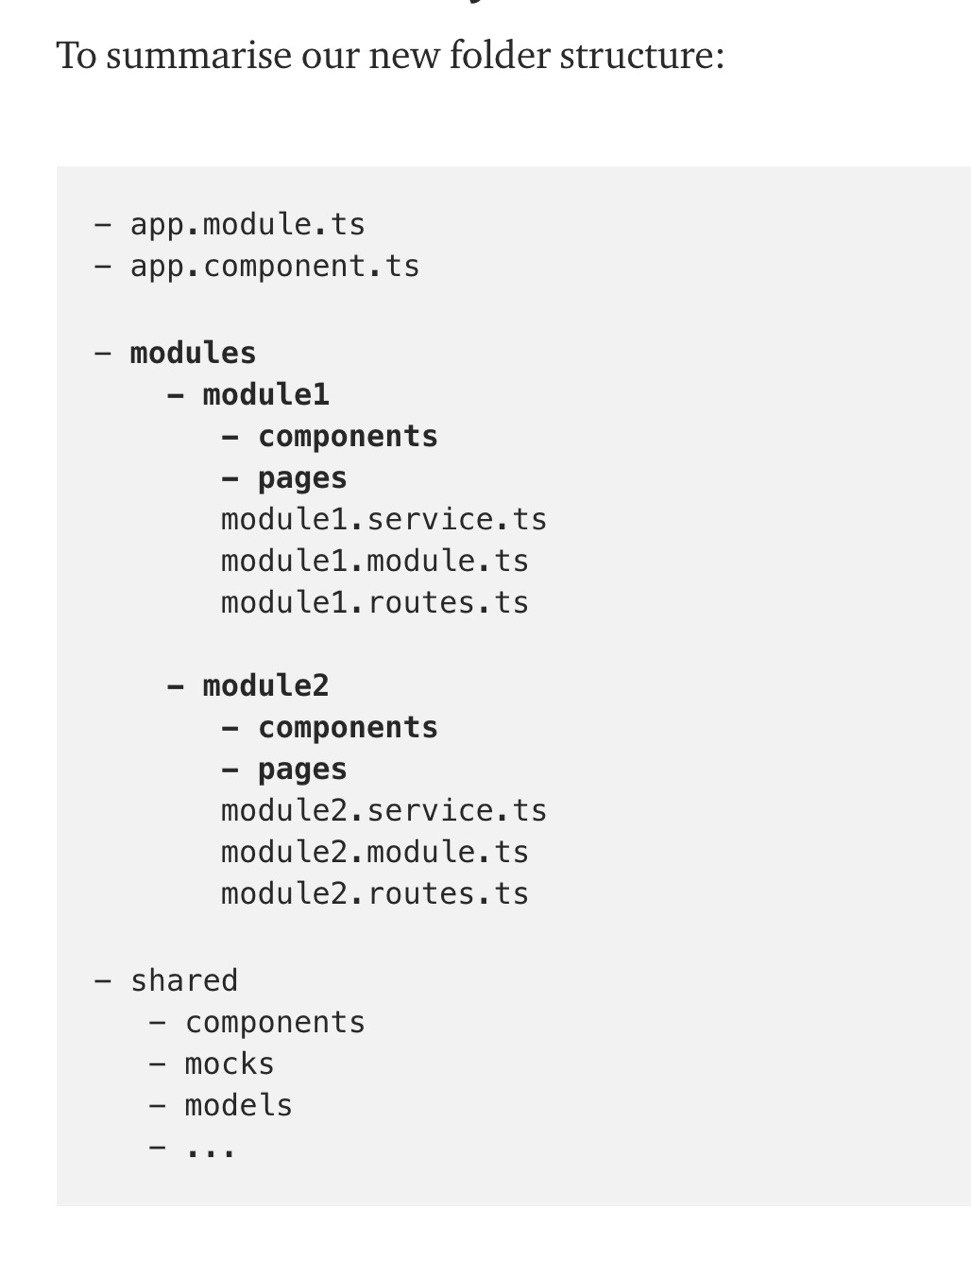 To summarise our new folder structure:
– app.module.ts
– app.component.ts
– modules
– module1
– components
– pages
module1.service.ts
module1.module.ts
module1.routes.ts
– module2
– components
– pages
module2.service.ts
module2.module.ts
module2.routes.ts
– shared
– components
– mocks
– models
– ...